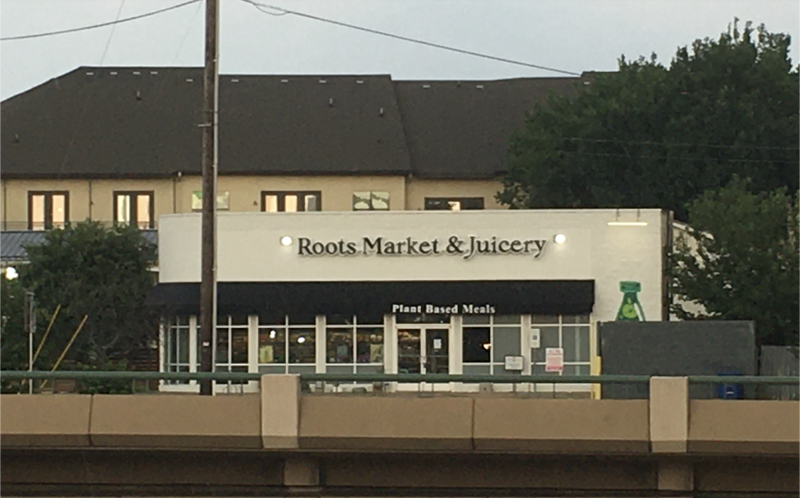 Roots Market & Juicery
Plant Based Meals